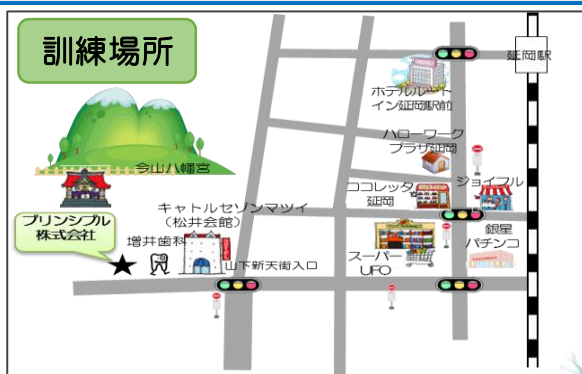 訓練場所
延岡駅
ホテルルート
イン延岡駅前
ハローワーク
プラザ延岡
今山八幡宮
ココレッタ
延岡
ジョイフル
プリンシプル
株式会社
キャトルセゾンマツイ
(松井会館)
銀星
パチンコ
増井歯科
山下新天街入口
スーパー
UFO